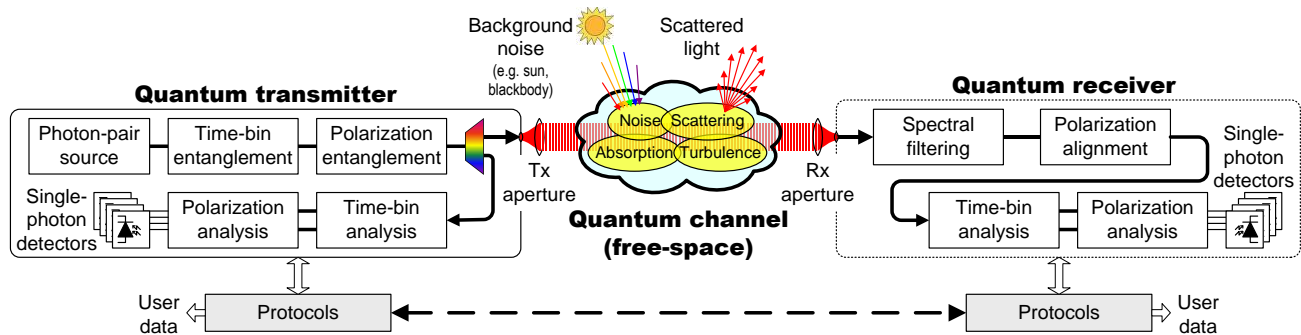 Background
noise
(e.g. sun,
blackbody)
Scattered
light
Quantum transmitter
Photon-pair
source
Time-bin
entanglement
Polarization
entanglement
Single-
photon
detectors
Polarization
analysis
Time-bin
analysis
Tx
aperture
Noise
Scattering
Absorption
Turbulence
Rx
aperture
Quantum channel
(free-space)
Quantum receiver
Spectral
filtering
Polarization
alignment
Single-
photon
detectors
Time-bin
analysis
Polarization
analysis
User
data
Protocols
Protocols
User
data